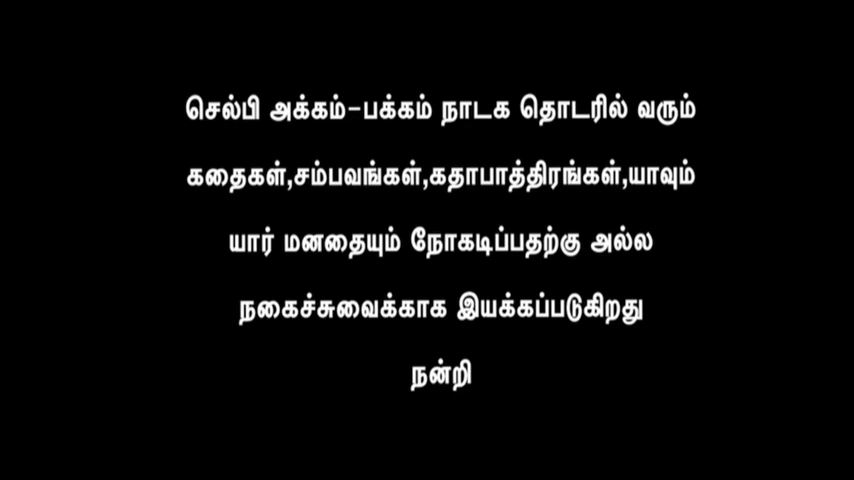 செல்பி அக்கம்-பக்கம் நாடக தொடரில் வரும்
கதைகள்,சம்பவங்கள்,கதாபாத்திரங்கள்,யாவும்
யார் மனதையும் நோகடிப்பதற்கு அல்ல
நகைச்சுவைக்காக இயக்கப்படுகிறது
நன்றி